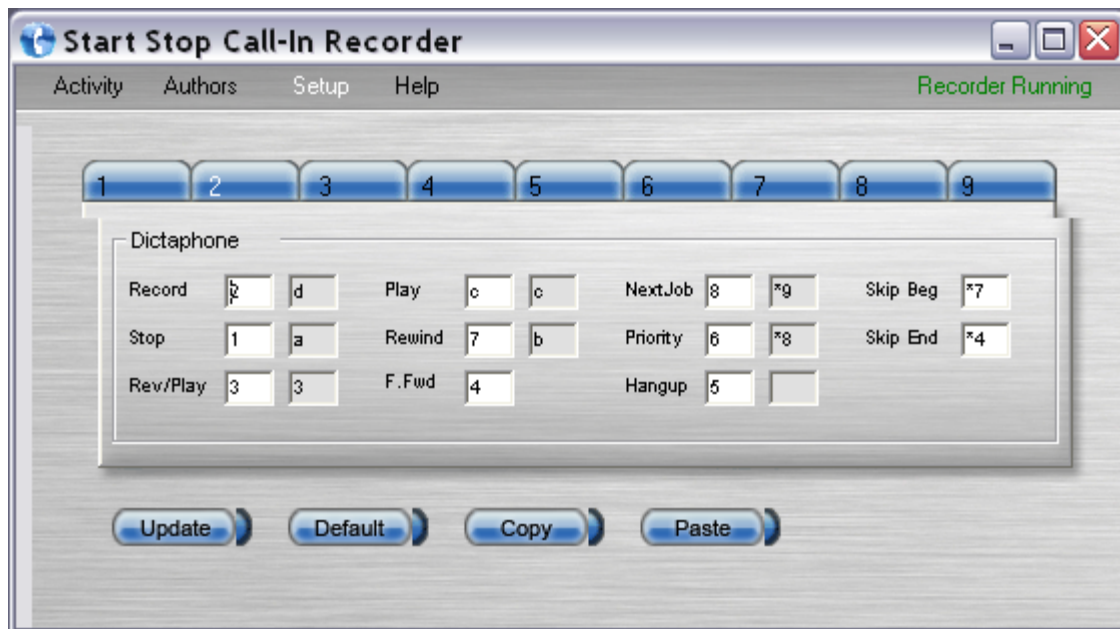 Start Stop Call-In Recorder
Activity Authors Setup Help Recorder Running
1 2 3 4 5 6 7 8 9
Dictaphone
Record 2 d Play c c NextJob 8 *9 Skip Beg *7
Stop 1 a Rewind 7 b Priority 6 *8 Skip End *4
Rev/Play 3 3 F.Fwd 4 Hangup 5
Update Default Copy Paste